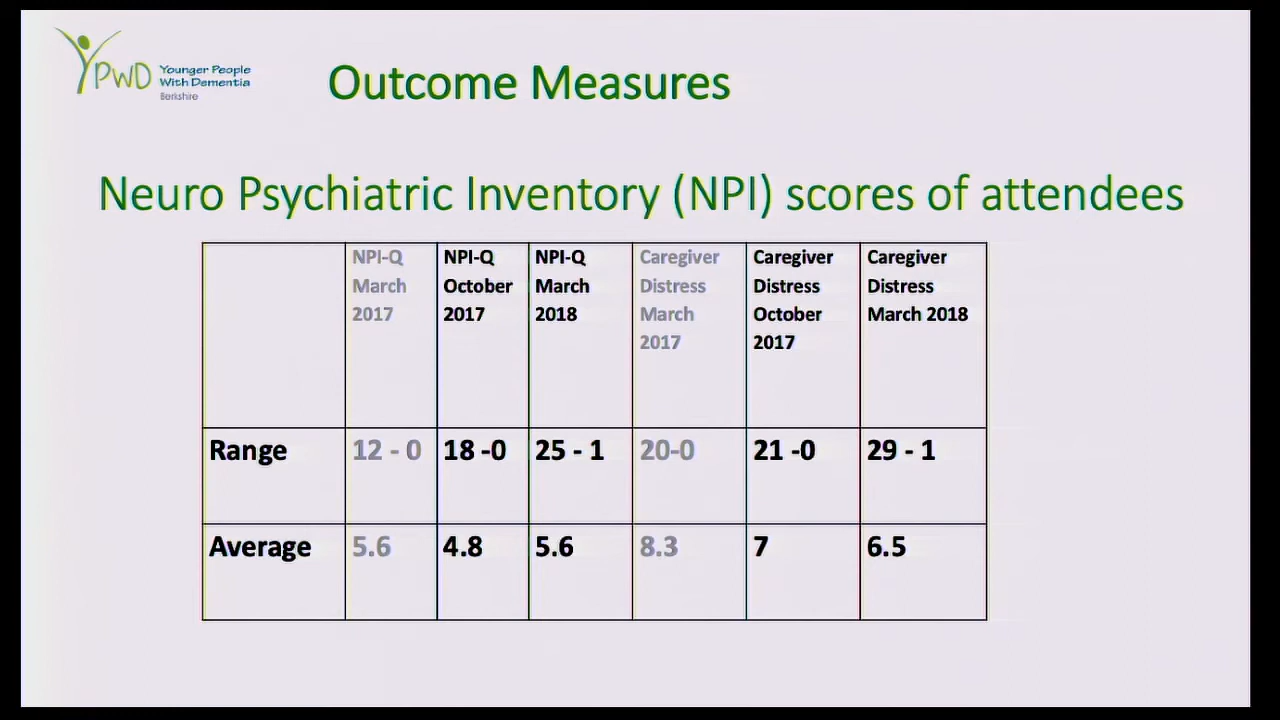 YPWD Younger People
With Dementia
Berkshire
Outcome Measures
Neuro Psychiatric Inventory (NPI) scores of attendees
NPI-Q March 2017 NPI-Q October 2017 NPI-Q March 2018 Caregiver Distress March 2017 Caregiver Distress October 2017 Caregiver Distress March 2018
Range 12 - 0 18 -0 25 - 1 20-0 21 -0 29 - 1
Average 5.6 4.8 5.6 8.3 7 6.5